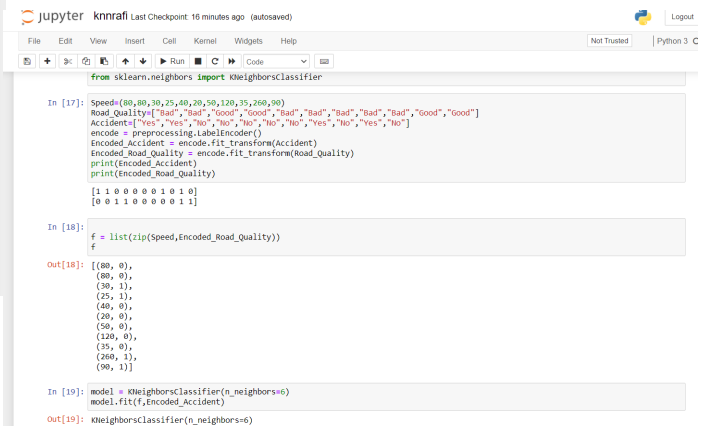 jupyter knnrafi Last Checkpoint: 16 minutes ago (autosaved)
Logout
File Edit View Insert Cell Kernel Widgets Help
Not Trusted
Python 3
Run
Code
from sklearn.neighbors import KNeighborsClassifier
In [17]: Speed=(80,80,30,25,40,20,50,120,35,260,90)
Road_Quality=["Bad","Bad","Good","Good","Bad","Bad","Bad","Bad","Bad","Good","Good"]
Accident=["Yes","Yes","No","No","No","No","No","Yes","No","Yes","No"]
encode = preprocessing.LabelEncoder()
Encoded_Accident = encode.fit_transform(Accident)
Encoded_Road_Quality = encode.fit_transform(Road_Quality)
print(Encoded_Accident)
print(Encoded_Road_Quality)
[1 1 0 0 0 0 0 1 0 1 0]
[0 0 1 1 0 0 0 0 0 1 1]
In [18]:
f = list(zip(Speed,Encoded_Road_Quality))
f
Out[18]: [(80, 0),
(80, 0),
(30, 1),
(25, 1),
(40, 0),
(20, 0),
(50, 0),
(120, 0),
(35, 0),
(260, 1),
(90, 1)]
In [19]: model = KNeighborsClassifier(n_neighbors=6)
model.fit(f,Encoded_Accident)
Out[19]: KNeighborsClassifier(n_neighbors=6)